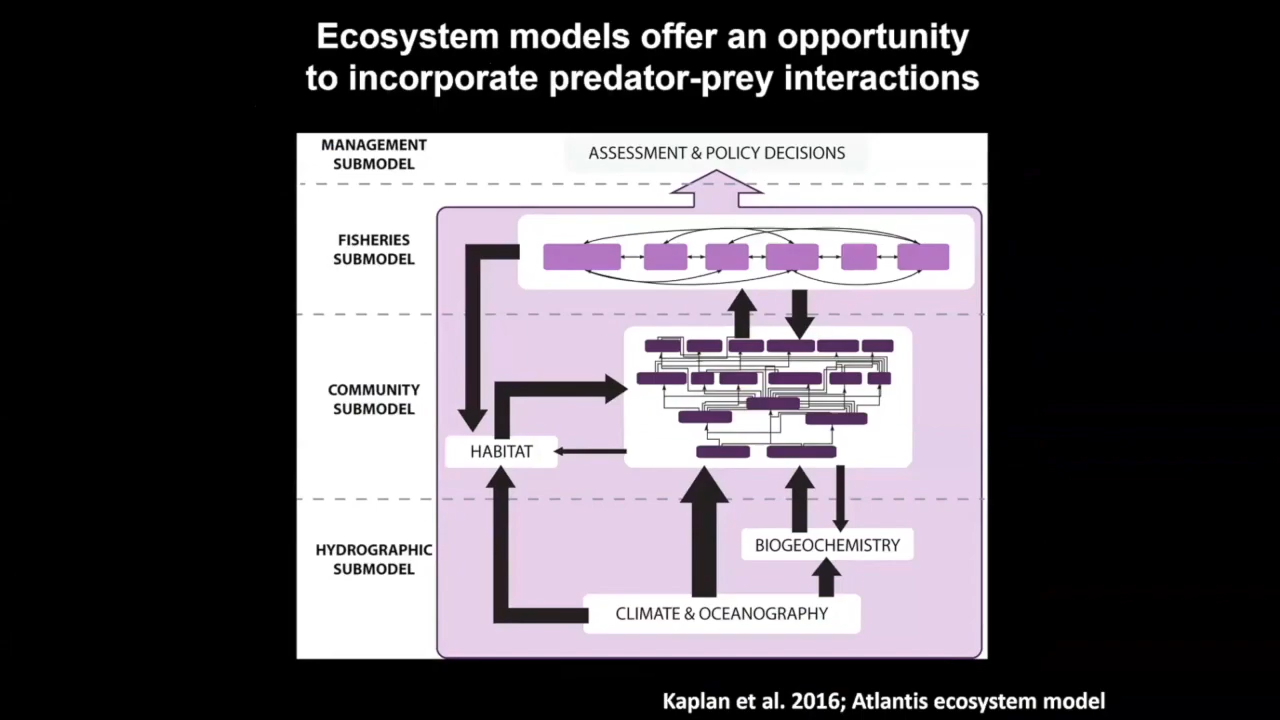 Ecosystem models offer an opportunity
to incorporate predator-prey interactions
MANAGEMENT
SUBMODEL
ASSESSMENT & POLICY DECISIONS
FISHERIES
SUBMODEL
COMMUNITY
SUBMODEL
HABITAT
HYDROGRAPHIC
SUBMODEL
BIOGEOCHEMISTRY
CLIMATE & OCEANOGRAPHY
Kaplan et al. 2016; Atlantis ecosystem model